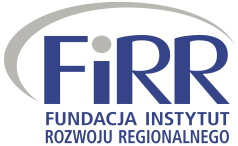 FiRR
FUNDACJA INSTYTUT
ROZWOJU REGIONALNEGO